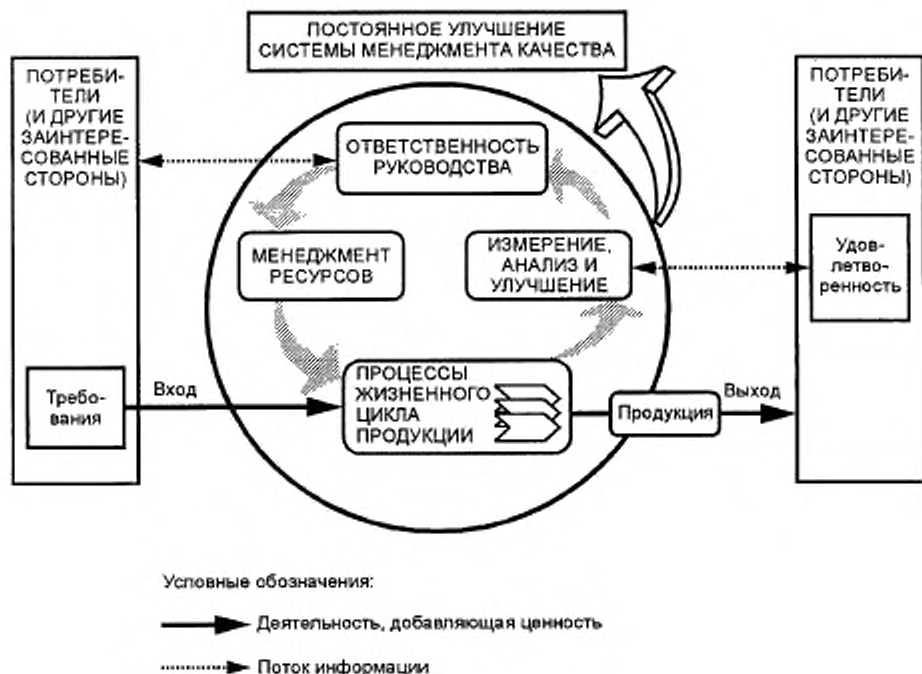 ПОСТОЯННОЕ УЛУЧШЕНИЕ
СИСТЕМЫ МЕНЕДЖМЕНТА КАЧЕСТВА
ПОТРЕБИ-
ТЕЛИ
(И ДРУГИЕ
ЗАИНТЕРЕ-
СОВАННЫЕ
СТОРОНЫ)
ПОТРЕБИ-
ТЕЛИ
(И ДРУГИЕ
ЗАИНТЕРЕ-
СОВАННЫЕ
СТОРОНЫ)
ОТВЕТСТВЕННОСТЬ
РУКОВОДСТВА
МЕНЕДЖМЕНТ
РЕСУРСОВ
ИЗМЕРЕНИЕ,
АНАЛИЗ И
УЛУЧШЕНИЕ
Удов-
летво-
ренность
Требо-
вания
Вход
ПРОЦЕССЫ
ЖИЗНЕННОГО
ЦИКЛА
ПРОДУКЦИИ
Продукция
Выход
Условные обозначения:
Деятельность, добавляющая ценность
Поток информации